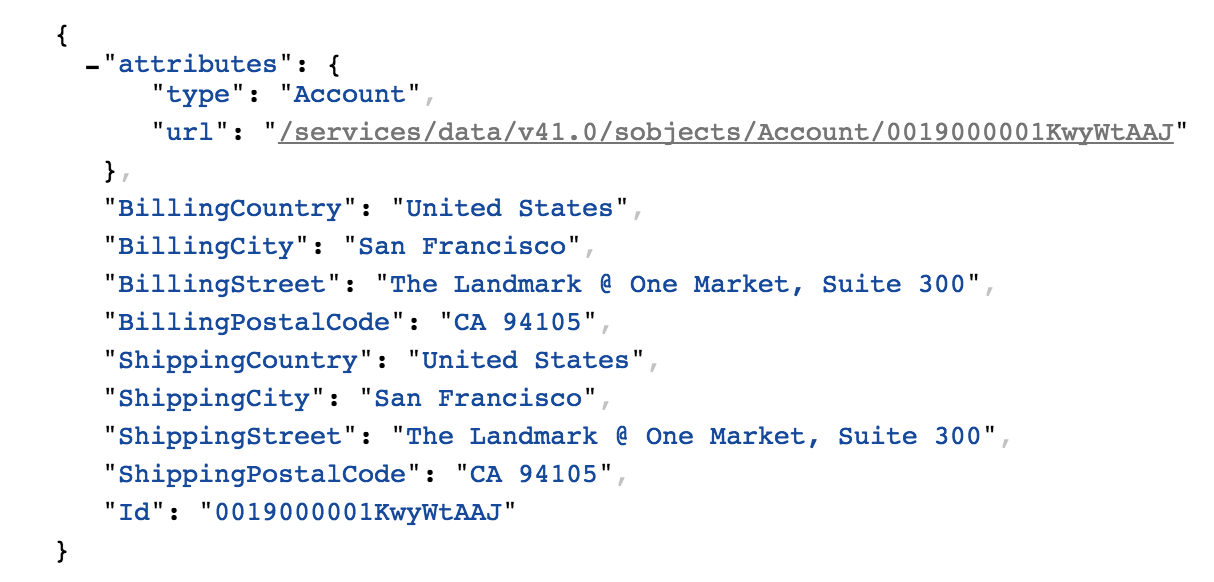 {
-"attributes": {
"type": "Account",
"url": "/services/data/v41.0/sobjects/Account/0019000001KwyWtAAJ"
},
"BillingCountry": "United States",
"BillingCity": "San Francisco",
"BillingStreet": "The Landmark @ One Market, Suite 300",
"BillingPostalCode": "CA 94105",
"ShippingCountry": "United States",
"ShippingCity": "San Francisco",
"ShippingStreet": "The Landmark @ One Market, Suite 300",
"ShippingPostalCode": "CA 94105",
"Id": "0019000001KwyWtAAJ"
}